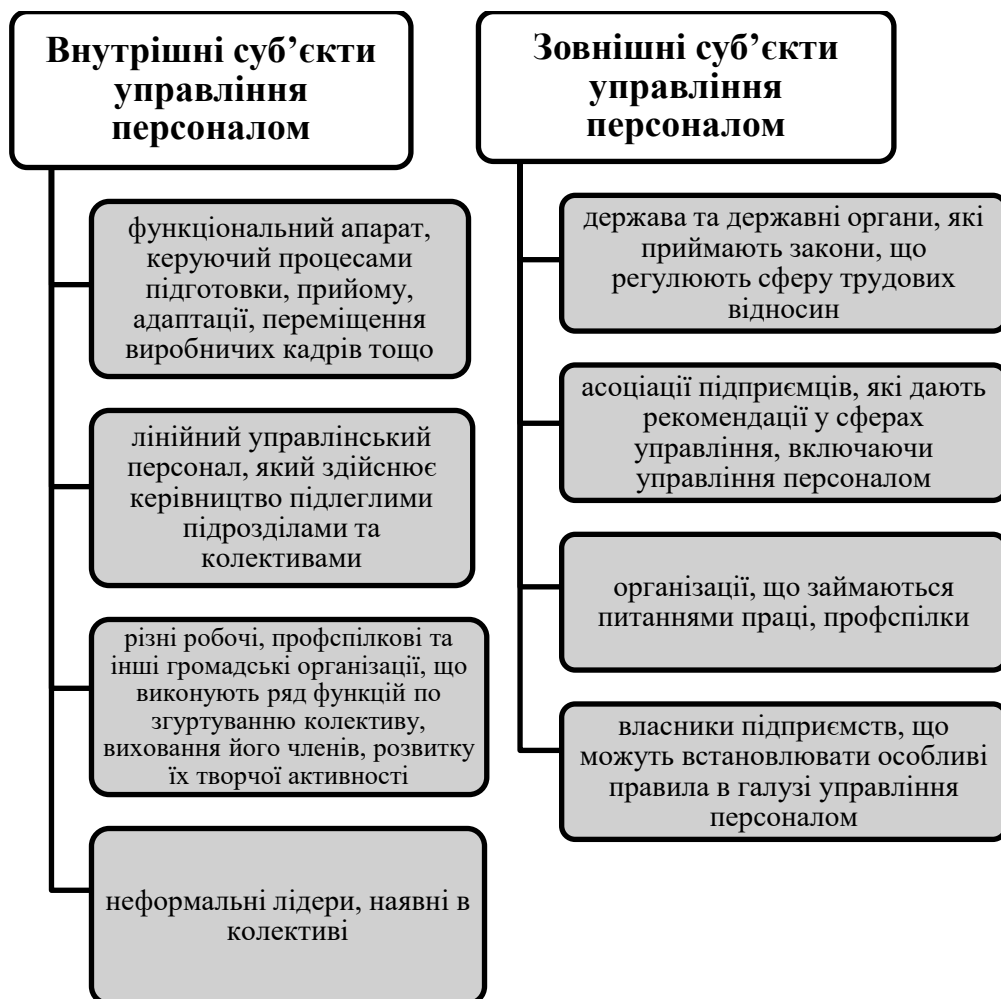 Внутрішні суб’єкти
управління
персоналом
функціональний апарат,
керуючий процесами
підготовки, прийому,
адаптації, переміщення
виробничих кадрів тощо
лінійний управлінський
персонал, який здійснює
керівництво підлеглими
підрозділами та
колективами
різні робочі, профспілкові та
інші громадські організації, що
виконують ряд функцій по
згуртуванню колективу,
виховання його членів, розвитку
їх творчої активності
неформальні лідери, наявні в
колективі
Зовнішні суб’єкти
управління
персоналом
держава та державні органи, які
приймають закони, що
регулюють сферу трудових
відносин
асоціації підприємців, які дають
рекомендації у сферах
управління, включаючи
управління персоналом
організації, що займаються
питаннями праці, профспілки
власники підприємств, що
можуть встановлювати особливі
правила в галузі управління
персоналом